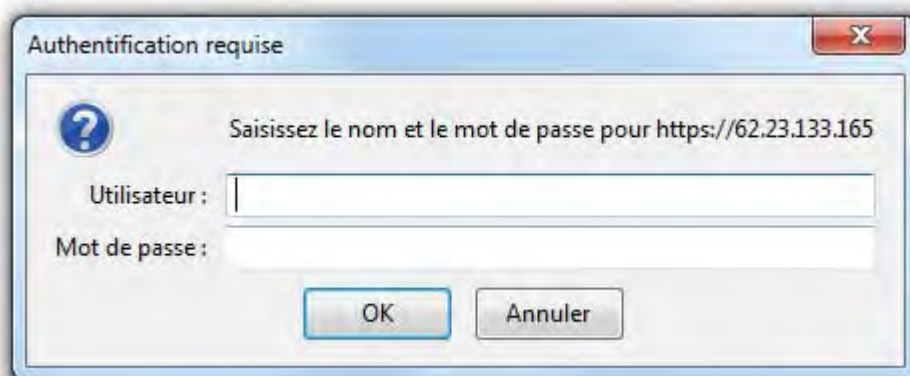 Authentification requise
Saisissez le nom et le mot de passe pour https://62.23.133.165
Utilisateur :
Mot de passe :
OK
Annuler